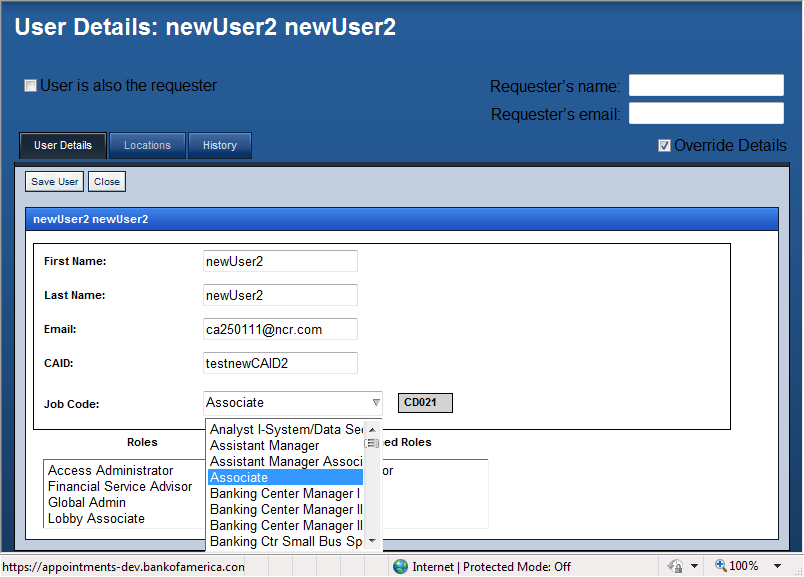 User Details: newUser2 newUser2
User is also the requester
Requester's name:
Requester's email:
User Details Locations History
Override Details
Save User Close
newUser2 newUser2
First Name: newUser2
Last Name: newUser2
Email: ca250111@ncr.com
CAID: testnewCAID2
Job Code: Associate CD021
Analyst I-System/Data Sec
Assistant Manager
Assistant Manager Associ
Associate
Banking Center Manager I
Banking Center Manager II
Banking Center Manager II
Banking Ctr Small Bus Sp
Roles Roles
Access Administrator
Financial Service Advisor
Global Admin
Lobby Associate
https://appointments-dev.bankofamerica.con
Internet | Protected Mode: Off
100%